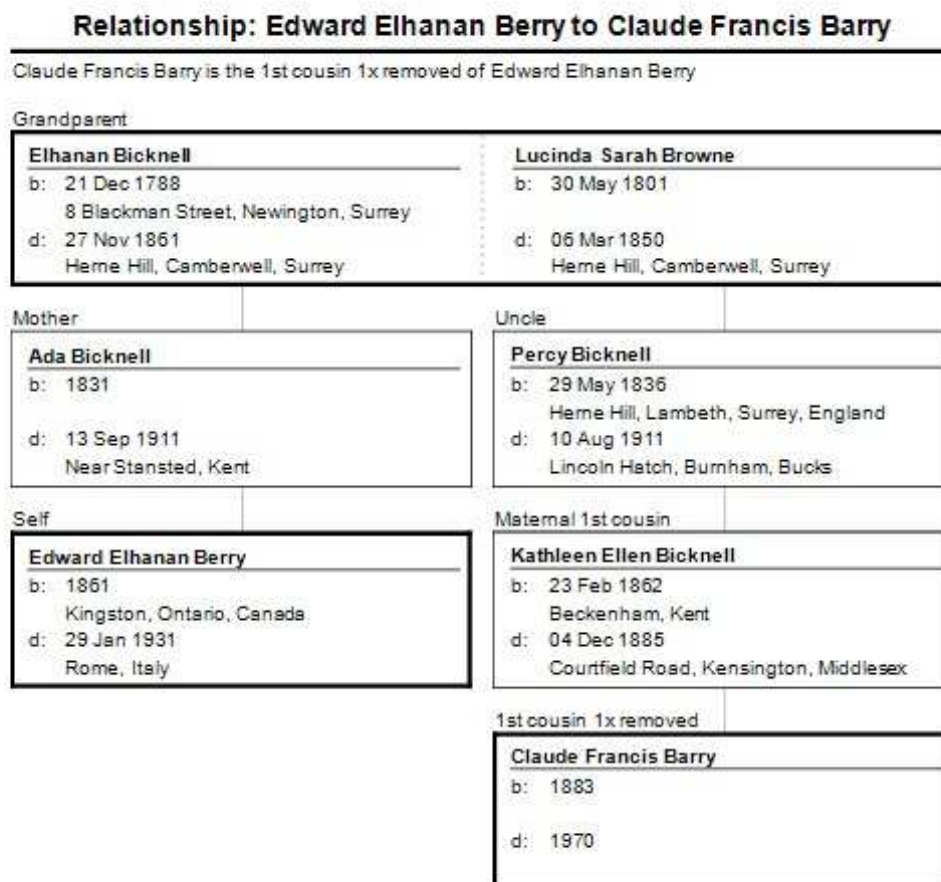 Relationship: Edward Elhanan Berry to Claude Francis Barry
Claude Francis Barry is the 1st cousin 1x removed of Edward Elhanan Berry
Grandparent
Elhanan Bicknell
b: 21 Dec 1788
8 Blackman Street, Newington, Surrey
d: 27 Nov 1861
Herne Hill, Camberwell, Surrey
Lucinda Sarah Browne
b: 30 May 1801
d: 06 Mar 1850
Herne Hill, Camberwell, Surrey
Mother
Ada Bicknell
b: 1831
d: 13 Sep 1911
Near Stansted, Kent
Uncle
Percy Bicknell
b: 29 May 1836
Herne Hill, Lambeth, Surrey, England
d: 10 Aug 1911
Lincoln Hatch, Burnham, Bucks
Self
Edward Elhanan Berry
b: 1861
Kingston, Ontario, Canada
d: 29 Jan 1931
Rome, Italy
Maternal 1st cousin
Kathleen Ellen Bicknell
b: 23 Feb 1862
Beckenham, Kent
d: 04 Dec 1885
Courtfield Road, Kensington, Middlesex
1st cousin 1x removed
Claude Francis Barry
b: 1883
d: 1970